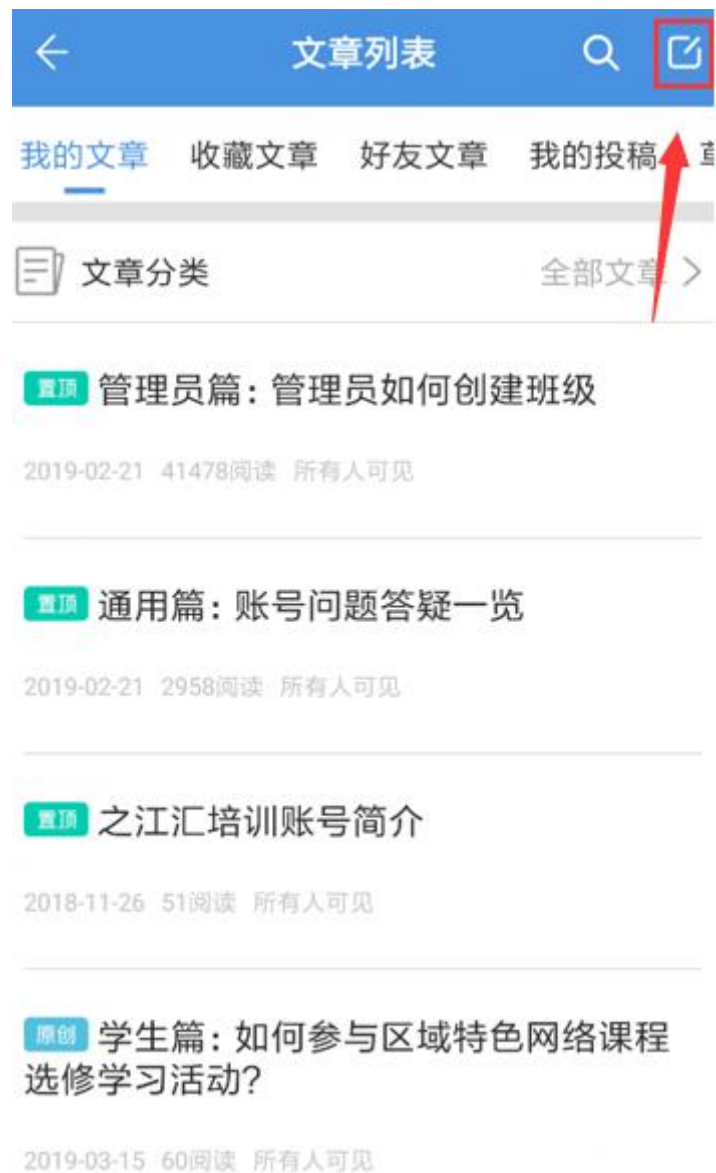 文章列表
我的文章 收藏文章 好友文章 我的投稿
文章分类 全部文章
置顶 管理员篇：管理员如何创建班级
2019-02-21 41478阅读 所有人可见
置顶 通用篇：账号问题答疑一览
2019-02-21 2958阅读 所有人可见
置顶 之江汇培训账号简介
2018-11-26 51阅读 所有人可见
原创 学生篇：如何参与区域特色网络课程
选修学习活动?
2019-03-15 60阅读 所有人可见